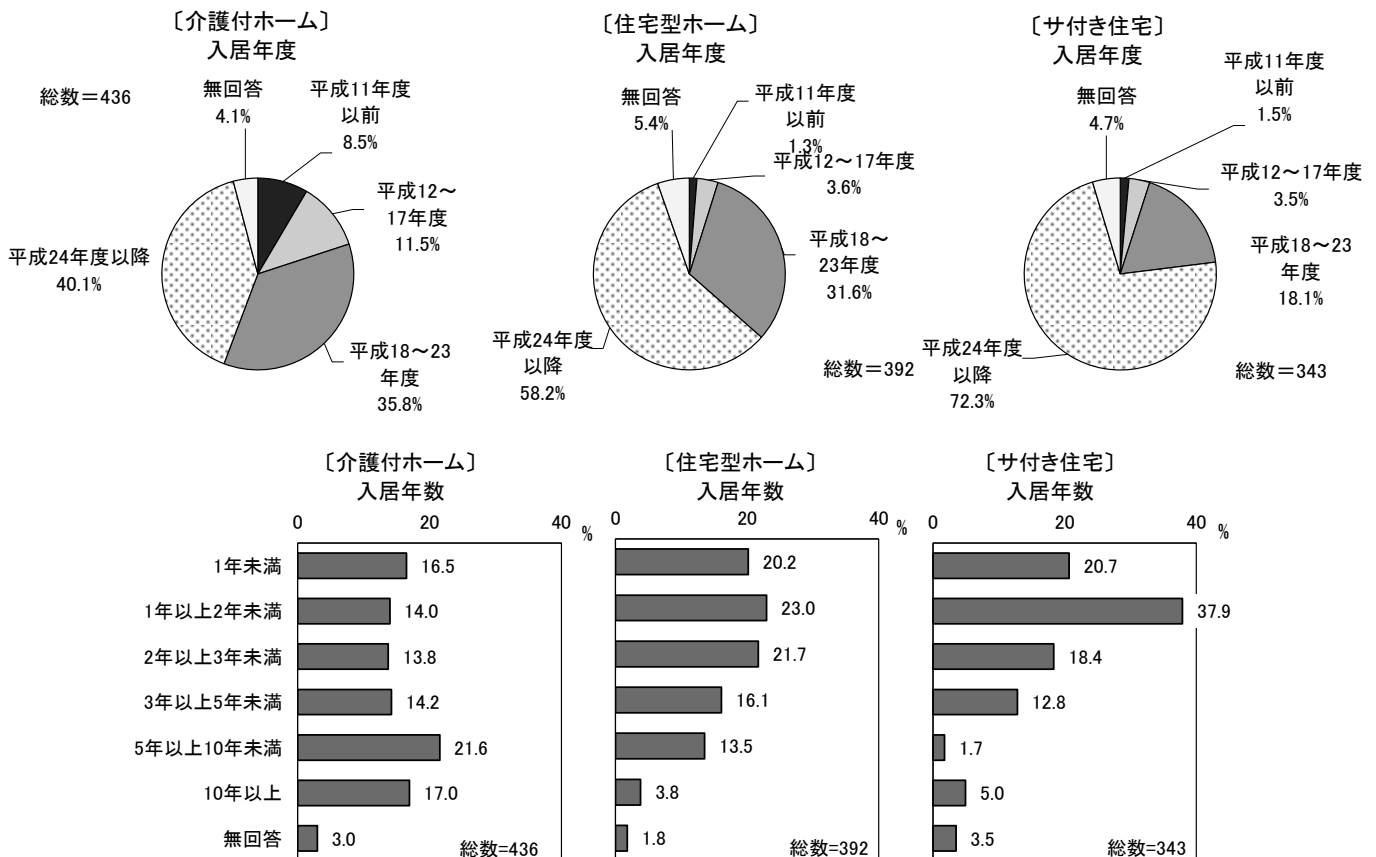 〔介護付ホーム〕
入居年度
総数＝436
無回答
4.1%
平成11年度
以前
8.5%
平成12～
17年度
11.5%
平成18～23
年度
35.8%
平成24年度以降
40.1%
〔住宅型ホーム〕
入居年度
無回答
5.4%
平成11年度
以前
1.3%
平成12～17年度
3.6%
平成18～
23年度
31.6%
平成24年度
以降
58.2%
総数＝392
〔サ付き住宅〕
入居年度
無回答
4.7%
平成11年度
以前
1.5%
平成12～17年度
3.5%
平成18～23
年度
18.1%
平成24年度
以降
72.3%
総数＝343
〔介護付ホーム〕
入居年数
0 20 40 %
1年未満 16.5
1年以上2年未満 14.0
2年以上3年未満 13.8
3年以上5年未満 14.2
5年以上10年未満 21.6
10年以上 17.0
無回答 3.0
総数=436
〔住宅型ホーム〕
入居年数
0 20 40 %
20.2
23.0
21.7
16.1
13.5
3.8
1.8
総数=392
〔サ付き住宅〕
入居年数
0 20 40 %
20.7
37.9
18.4
12.8
1.7
5.0
3.5
総数=343